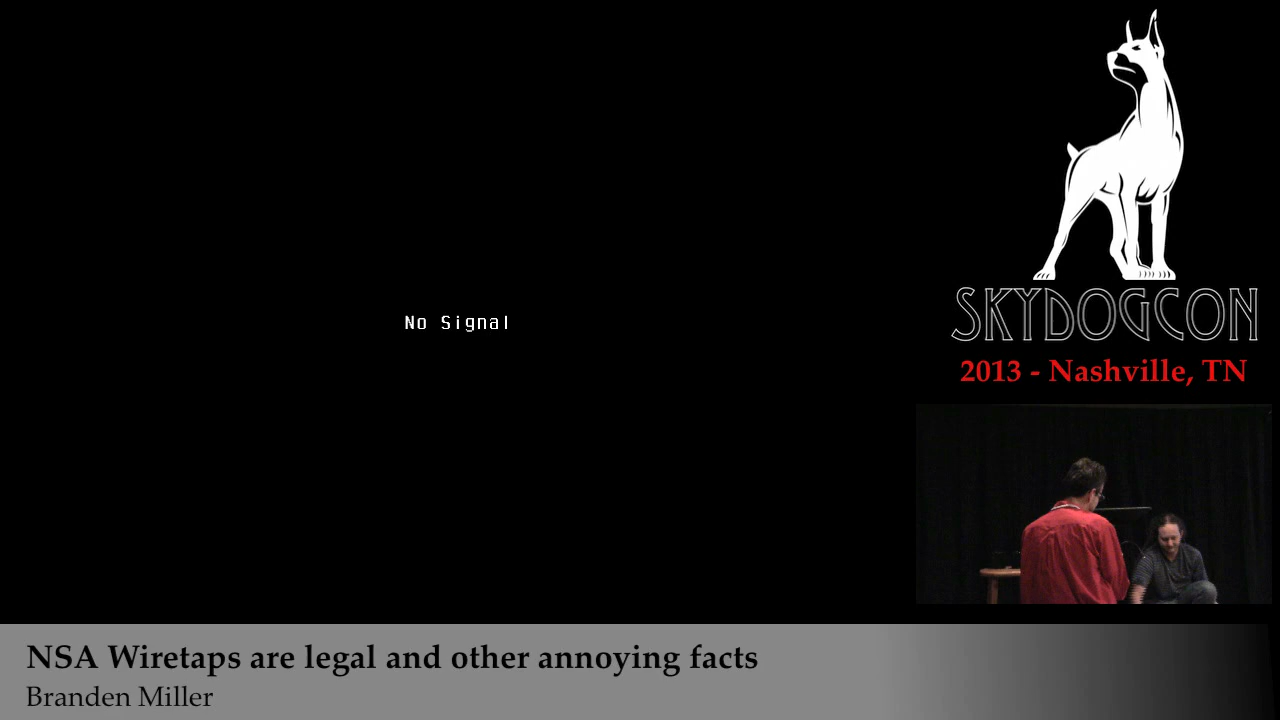 No Signal
SKYDOGCON
2013 - Nashville, TN
NSA Wiretaps are legal and other annoying facts
Branden Miller